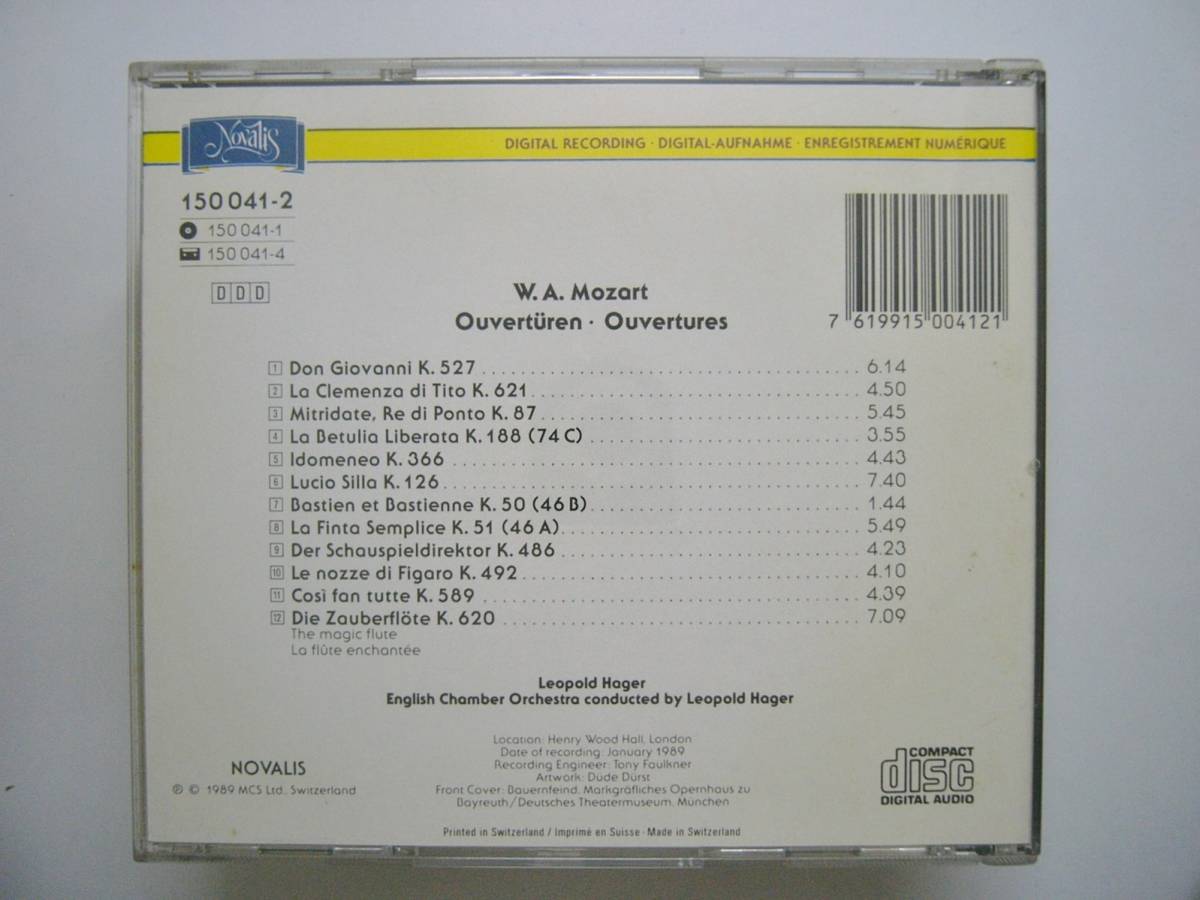 Novalis
DIGITAL RECORDING · DIGITAL-AUFNAHME · ENREGISTREMENT NUMÉRIQUE
150 041-2
150 041-1
150 041-4
DDD
7 619915 004121
W. A. Mozart
Ouvertüren · Ouvertures
1 Don Giovanni K. 527 6.14
2 La Clemenza di Tito K. 621 4.50
3 Mitridate, Re di Ponto K. 87 5.45
4 La Betulia Liberata K. 188 (74 C) 3.55
5 Idomeneo K. 366 4.43
6 Lucio Silla K. 126 7.40
7 Bastien et Bastienne K. 50 (46 B) 1.44
8 La Finta Semplice K. 51 (46 A) 5.49
9 Der Schauspieldirektor K. 486 4.23
10 Le nozze di Figaro K. 492 4.10
11 Così fan tutte K. 589 4.39
12 Die Zauberflöte K. 620 7.09
The magic flute
La flûte enchantée
Leopold Hager
English Chamber Orchestra conducted by Leopold Hager
Location: Henry Wood Hall, London
Date of recording: January 1989
Recording Engineer: Tony Faulkner
Artwork: Düde Dürst
Front Cover: Bauernfeind, Markgräfliches Opernhaus zu
Bayreuth/Deutsches Theatermuseum, München
NOVALIS
℗ © 1989 MCS Ltd., Switzerland
COMPACT
disc
DIGITAL AUDIO
Printed in Switzerland / Imprimé en Suisse · Made in Switzerland